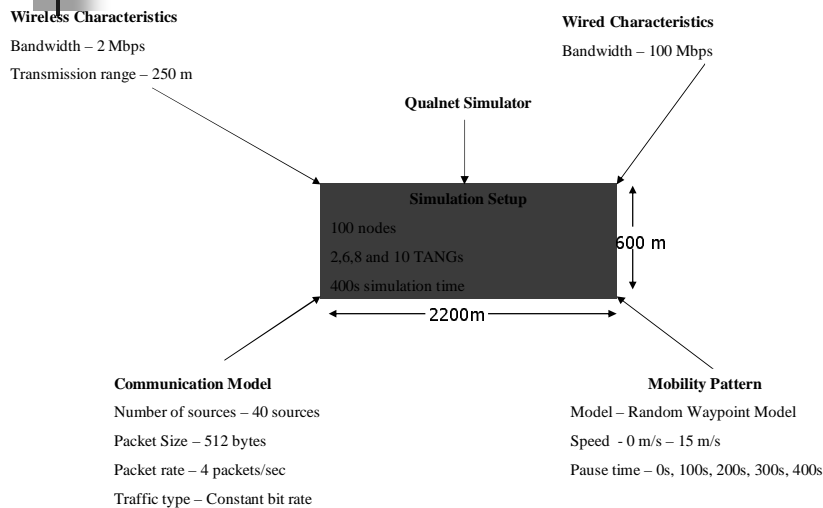 Wireless Characteristics
Bandwidth – 2 Mbps
Transmission range – 250 m
Wired Characteristics
Bandwidth – 100 Mbps
Qualnet Simulator
Simulation Setup
100 nodes
2,6,8 and 10 TANGs
400s simulation time
600 m
2200m
Communication Model
Number of sources – 40 sources
Packet Size – 512 bytes
Packet rate – 4 packets/sec
Traffic type – Constant bit rate
Mobility Pattern
Model – Random Waypoint Model
Speed  - 0 m/s – 15 m/s
Pause time – 0s, 100s, 200s, 300s, 400s